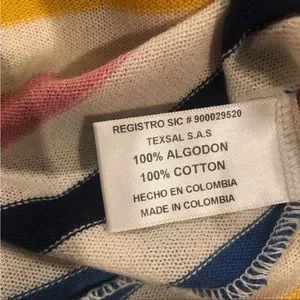 REGISTRO SIC # 900029520
TEXSAL S.A.S
100% ALGODON
100% COTTON
HECHO EN COLOMBIA
MADE IN COLOMBIA